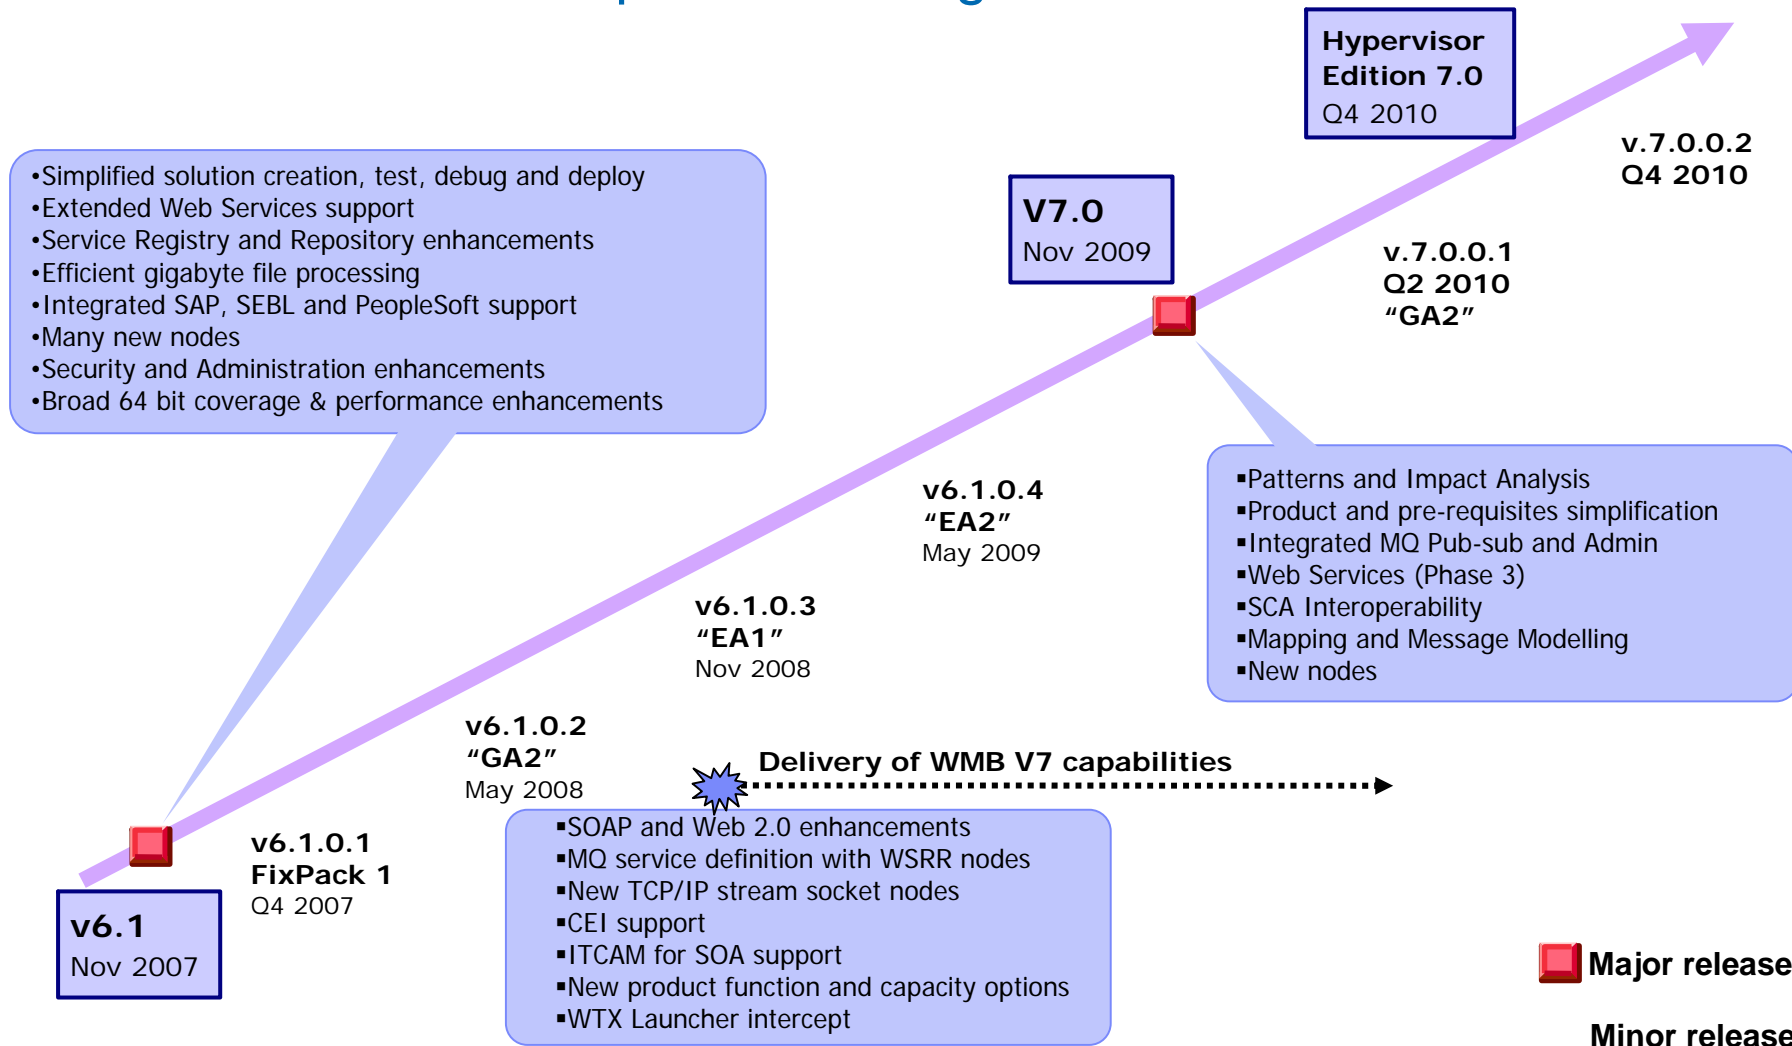 Hypervisor
Edition 7.0
Q4 2010
v.7.0.0.2
Q4 2010
•Simplified solution creation, test, debug and deploy
•Extended Web Services support
•Service Registry and Repository enhancements
•Efficient gigabyte file processing
•Integrated SAP, SEBL and PeopleSoft support
•Many new nodes
•Security and Administration enhancements
•Broad 64 bit coverage & performance enhancements
V7.0
Nov 2009
v.7.0.0.1
Q2 2010
“GA2”
v6.1.0.4
“EA2”
May 2009
▪Patterns and Impact Analysis
▪Product and pre-requisites simplification
▪Integrated MQ Pub-sub and Admin
▪Web Services (Phase 3)
▪SCA Interoperability
▪Mapping and Message Modelling
▪New nodes
v6.1.0.3
“EA1”
Nov 2008
v6.1.0.2
“GA2”
May 2008
Delivery of WMB V7 capabilities
▪SOAP and Web 2.0 enhancements
▪MQ service definition with WSRR nodes
▪New TCP/IP stream socket nodes
▪CEI support
▪ITCAM for SOA support
▪New product function and capacity options
▪WTX Launcher intercept
v6.1.0.1
FixPack 1
Q4 2007
v6.1
Nov 2007
Major release
Minor release